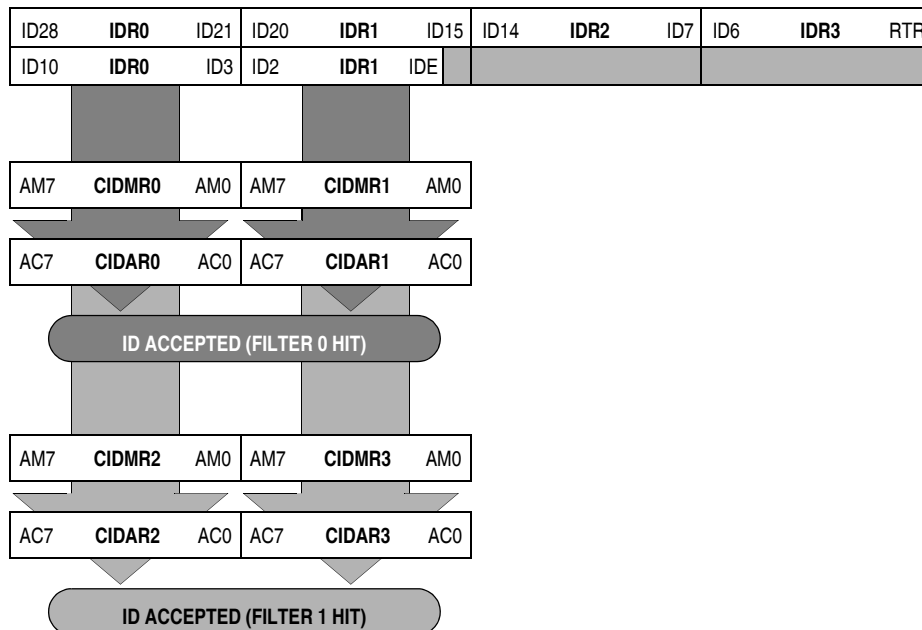 ID28 IDR0 ID21 ID20 IDR1 ID15 ID14 IDR2 ID7 ID6 IDR3 RTR
ID10 IDR0 ID3 ID2 IDR1 IDE
AM7 CIDMR0 AM0 AM7 CIDMR1 AM0
AC7 CIDAR0 AC0 AC7 CIDAR1 AC0
ID ACCEPTED (FILTER 0 HIT)
AM7 CIDMR2 AM0 AM7 CIDMR3 AM0
AC7 CIDAR2 AC0 AC7 CIDAR3 AC0
ID ACCEPTED (FILTER 1 HIT)